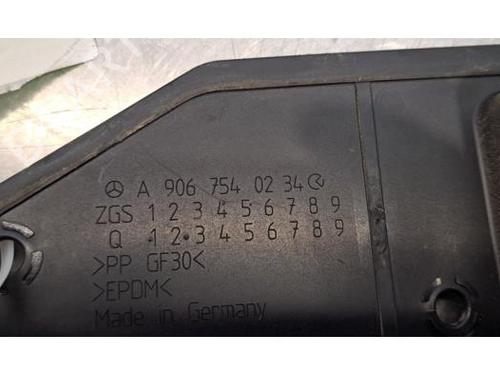 A 906 754 02 34
ZGS 1 2 3 4 5 6 7 8 9
Q 1 2 3 4 5 6 7 8 9
>PP GF30<
>EPDM<
Made in Germany